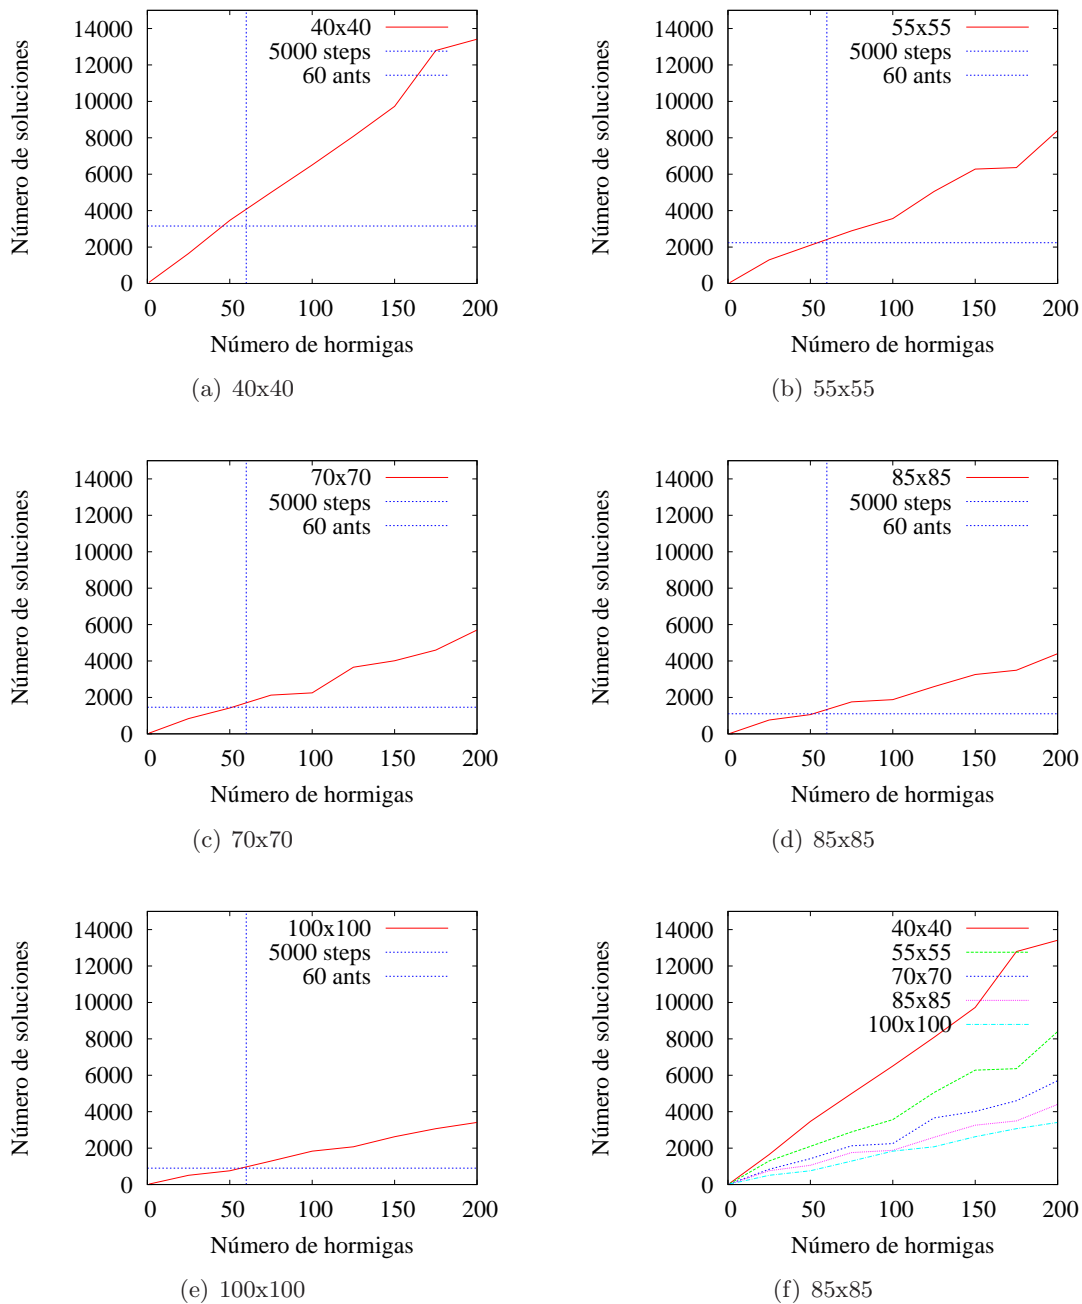 14000
12000
10000
8000
6000
4000
2000
0
0 50 100 150 200
Número de soluciones
Número de hormigas
40x40
5000 steps
60 ants
(a) 40x40
14000
12000
10000
8000
6000
4000
2000
0
0 50 100 150 200
Número de soluciones
Número de hormigas
55x55
5000 steps
60 ants
(b) 55x55
14000
12000
10000
8000
6000
4000
2000
0
0 50 100 150 200
Número de soluciones
Número de hormigas
70x70
5000 steps
60 ants
(c) 70x70
14000
12000
10000
8000
6000
4000
2000
0
0 50 100 150 200
Número de soluciones
Número de hormigas
85x85
5000 steps
60 ants
(d) 85x85
14000
12000
10000
8000
6000
4000
2000
0
0 50 100 150 200
Número de soluciones
Número de hormigas
100x100
5000 steps
60 ants
(e) 100x100
14000
12000
10000
8000
6000
4000
2000
0
0 50 100 150 200
Número de soluciones
Número de hormigas
40x40
55x55
70x70
85x85
100x100
(f) 85x85